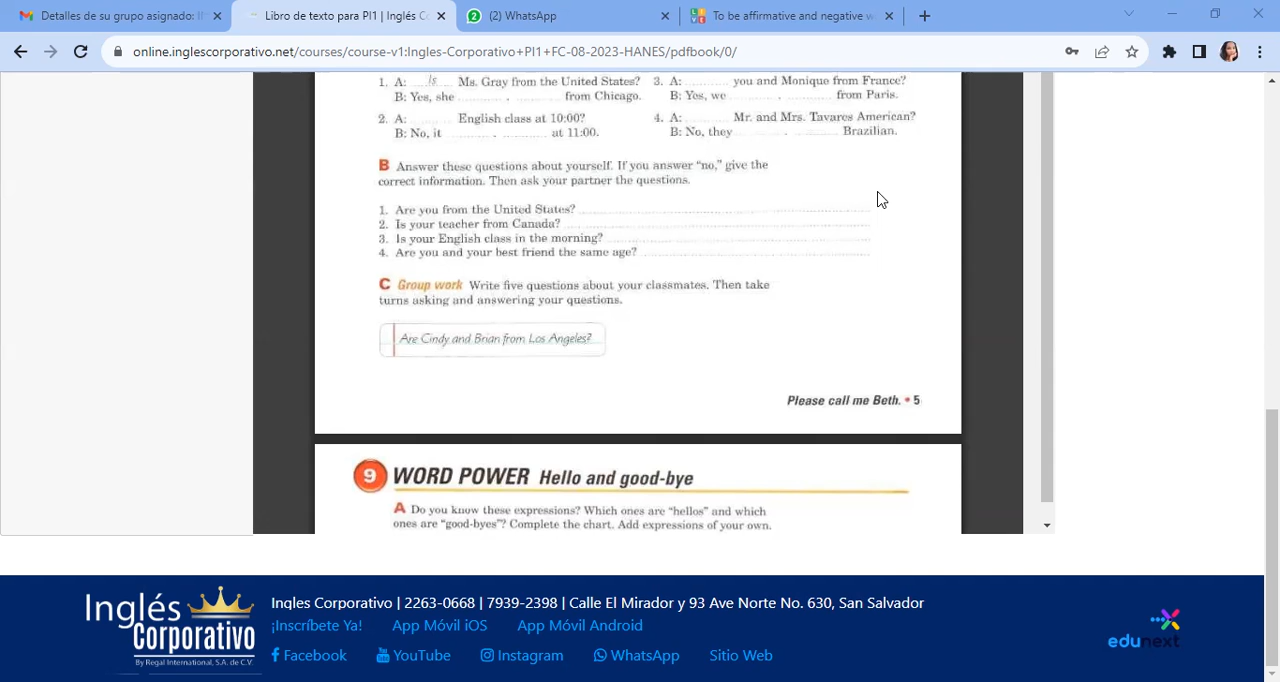 Detalles de su grupo asignado: II
Libro de texto para PI1 | Inglés C
(2) WhatsApp
To be affirmative and negative w
online.inglescorporativo.net/courses/course-v1:Ingles-Corporativo+PI1+FC-08-2023-HANES/pdfbook/0/
1. A: Is Ms. Gray from the United States?
B: Yes, she . from Chicago.
2. A: English class at 10:00?
B: No, it . at 11:00.
3. A: you and Monique from France?
B: Yes, we . from Paris.
4. A: Mr. and Mrs. Tavares American?
B: No, they . Brazilian.
B Answer these questions about yourself. If you answer "no," give the
correct information. Then ask your partner the questions.
1. Are you from the United States?
2. Is your teacher from Canada?
3. Is your English class in the morning?
4. Are you and your best friend the same age?
C Group work Write five questions about your classmates. Then take
turns asking and answering your questions.
Are Cindy and Brian from Los Angeles?
Please call me Beth. • 5
9 WORD POWER Hello and good-bye
A Do you know these expressions? Which ones are "hellos" and which
ones are "good-byes"? Complete the chart. Add expressions of your own.
Inglés
Corporativo
By Regal International, S.A. de C.V.
Ingles Corporativo | 2263-0668 | 7939-2398 | Calle El Mirador y 93 Ave Norte No. 630, San Salvador
¡Inscríbete Ya! App Móvil iOS App Móvil Android
Facebook YouTube Instagram WhatsApp Sitio Web
edunext